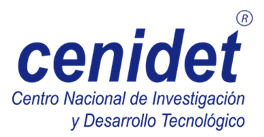 ®
cenidet
Centro Nacional de Investigación
y Desarrollo Tecnológico